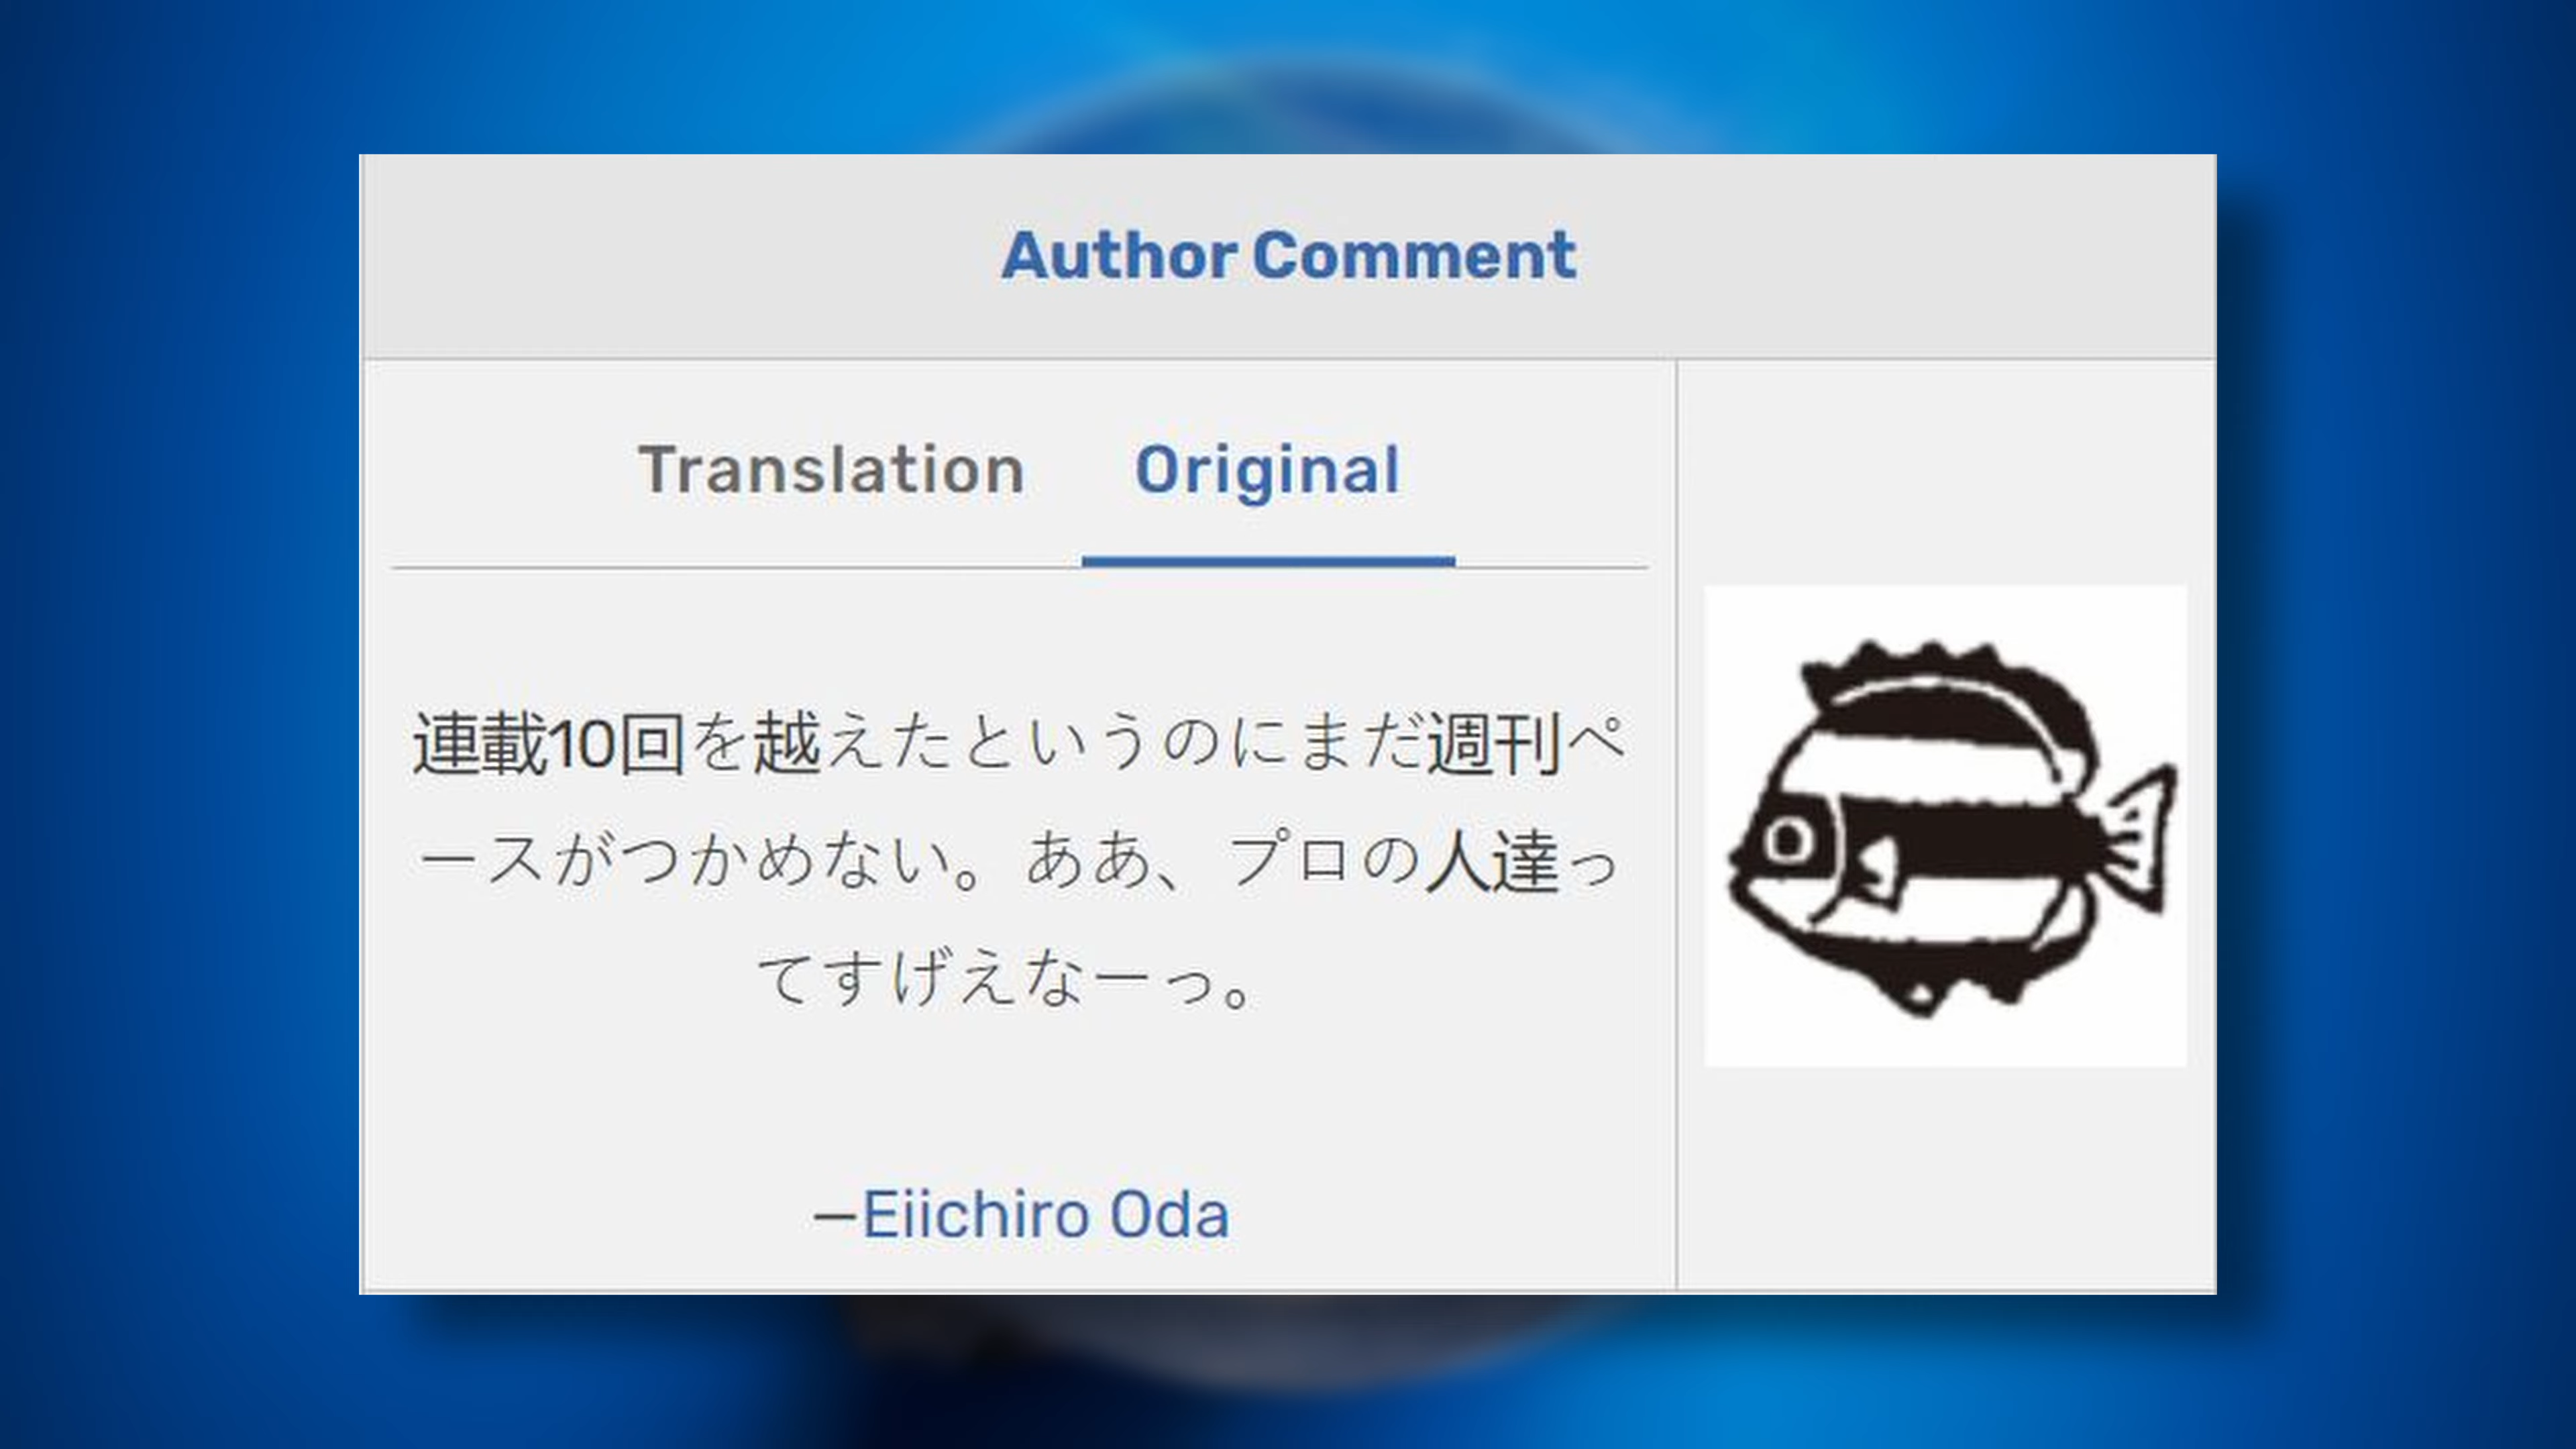 Author Comment
Translation
Original
連載10回を越えたというのにまだ週刊ペ
ースがつかめない。ああ、プロの人達っ
てすげえなーっ。
—Eiichiro Oda